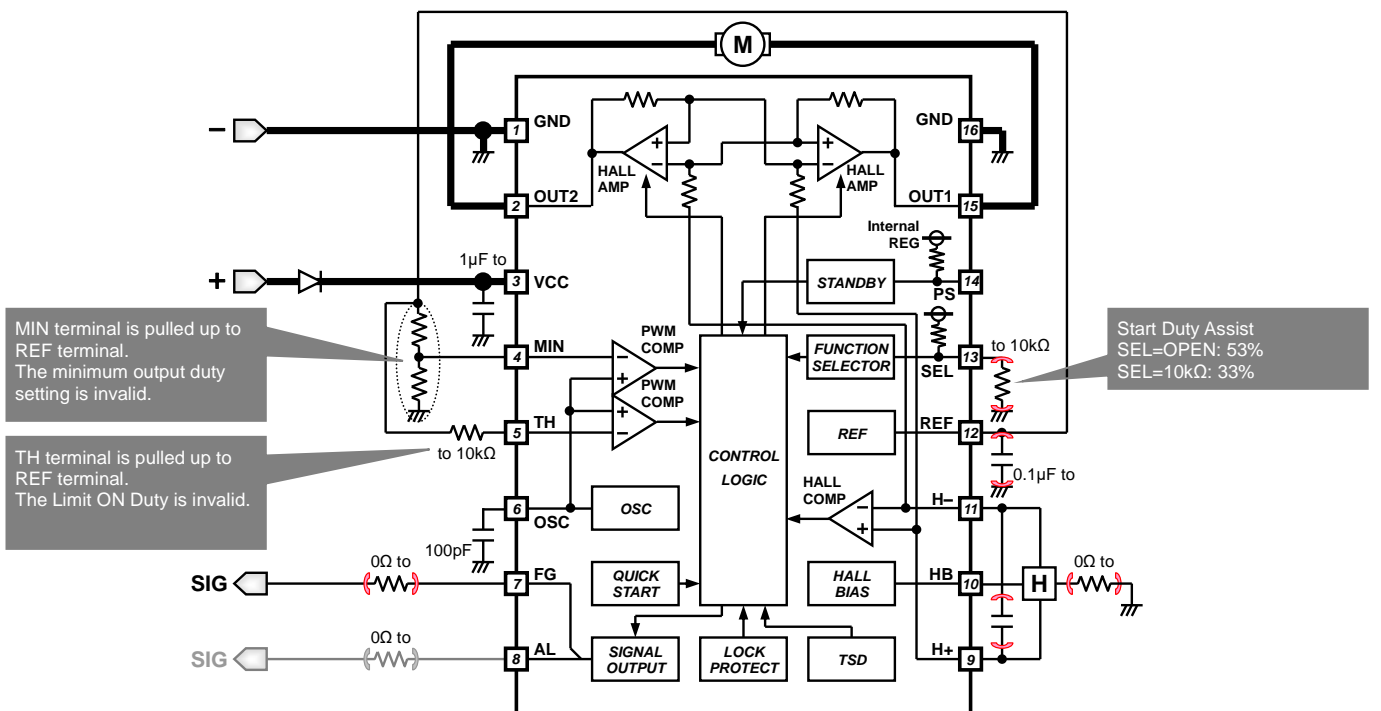 M
−
1
GND
GND
16
HALL
AMP
HALL
AMP
2
OUT2
OUT1
15
Internal
REG
1µF to
+
3
VCC
STANDBY
PS
14
MIN terminal is pulled up to
REF terminal.
The minimum output duty
setting is invalid.
4
MIN
PWM
COMP
PWM
COMP
FUNCTION
SELECTOR
SEL
13
to 10kΩ
Start Duty Assist
SEL=OPEN: 53%
SEL=10kΩ: 33%
TH terminal is pulled up to
REF terminal.
The Limit ON Duty is invalid.
to 10kΩ
5
TH
CONTROL
LOGIC
REF
REF
12
0.1µF to
6
OSC
OSC
100pF
HALL
COMP
H−
11
SIG
0Ω to
7
FG
QUICK
START
HALL
BIAS
HB
10
H
0Ω to
SIG
0Ω to
8
AL
SIGNAL
OUTPUT
LOCK
PROTECT
TSD
H+
9